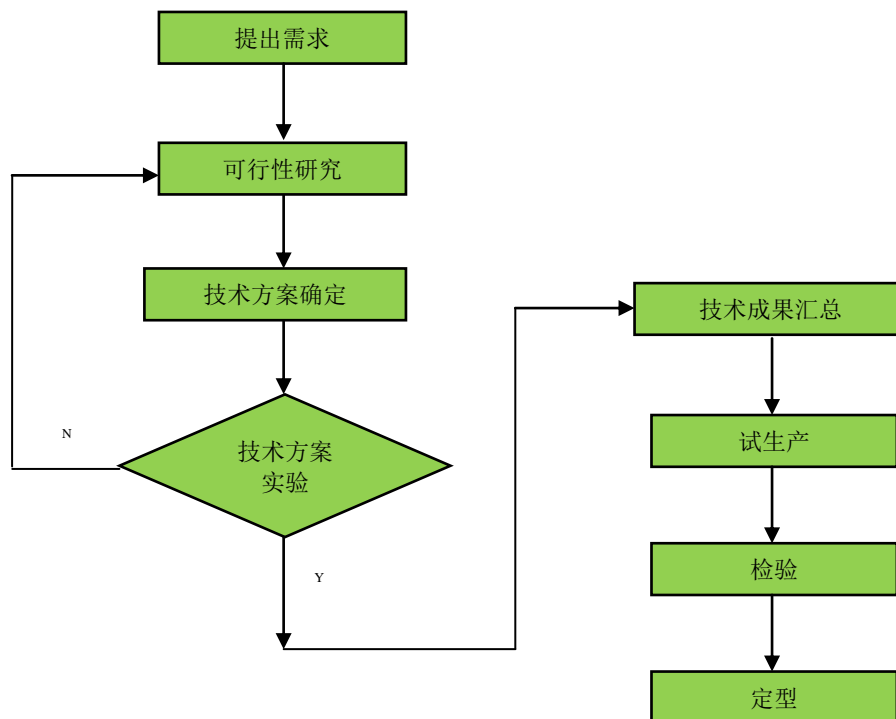 提出需求
可行性研究
技术方案确定
N
技术方案
实验
Y
技术成果汇总
试生产
检验
定型